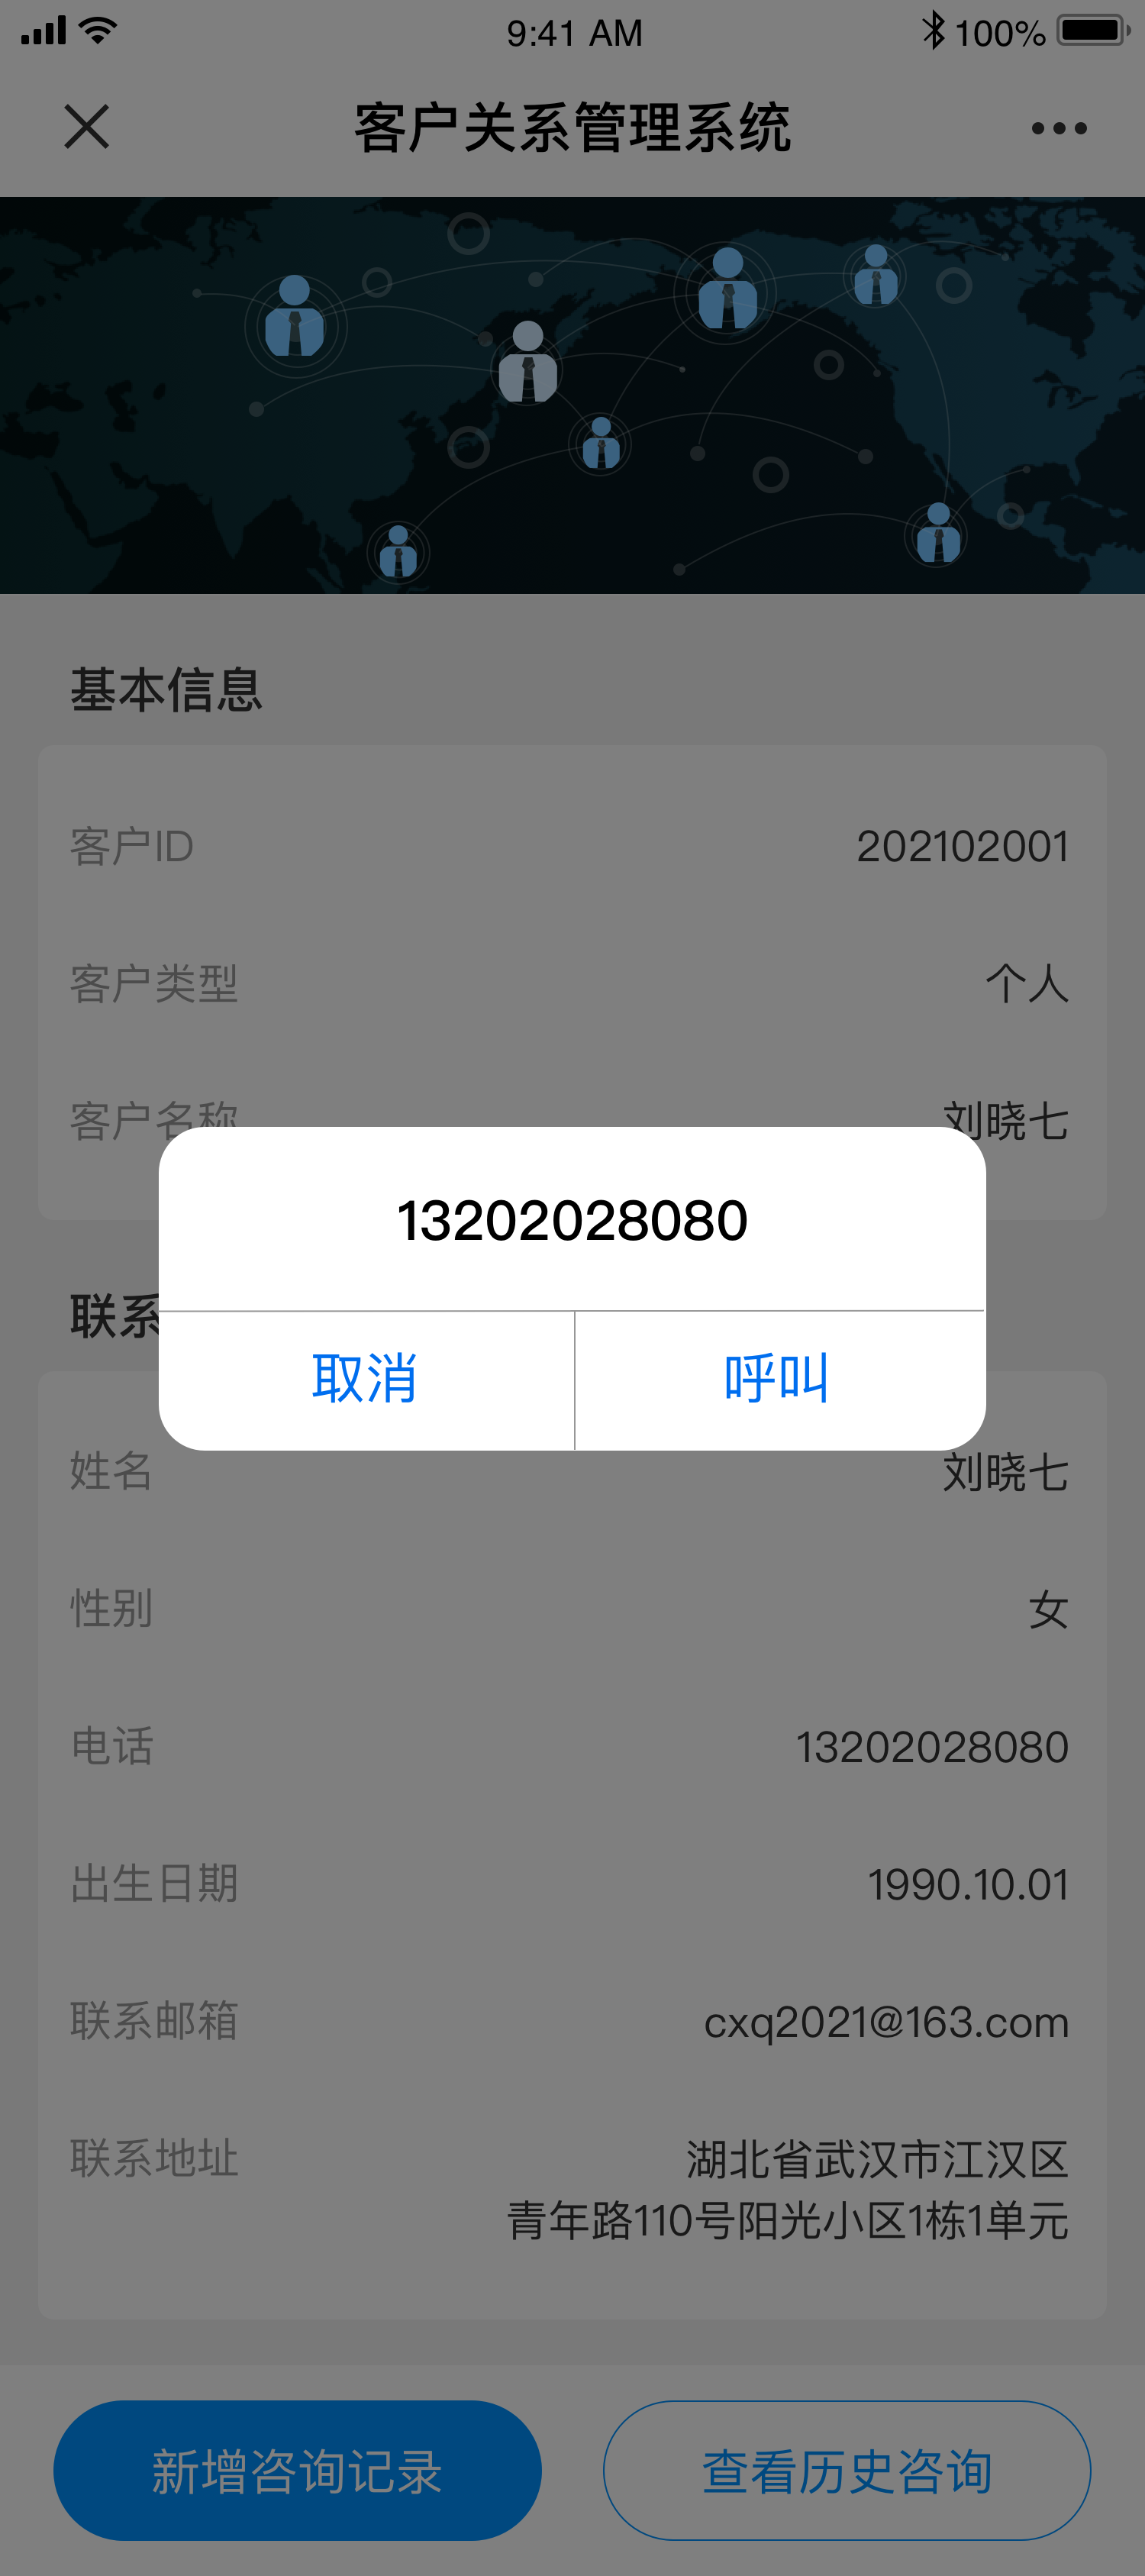 9:41 AM
100%
客户关系管理系统
基本信息
客户ID
202102001
客户类型
个人
客户名称
刘晓七
13202028080
联系
取消
呼叫
姓名
刘晓七
性别
女
电话
13202028080
出生日期
1990.10.01
联系邮箱
cxq2021@163.com
联系地址
湖北省武汉市江汉区
青年路110号阳光小区1栋1单元
新增咨询记录
查看历史咨询